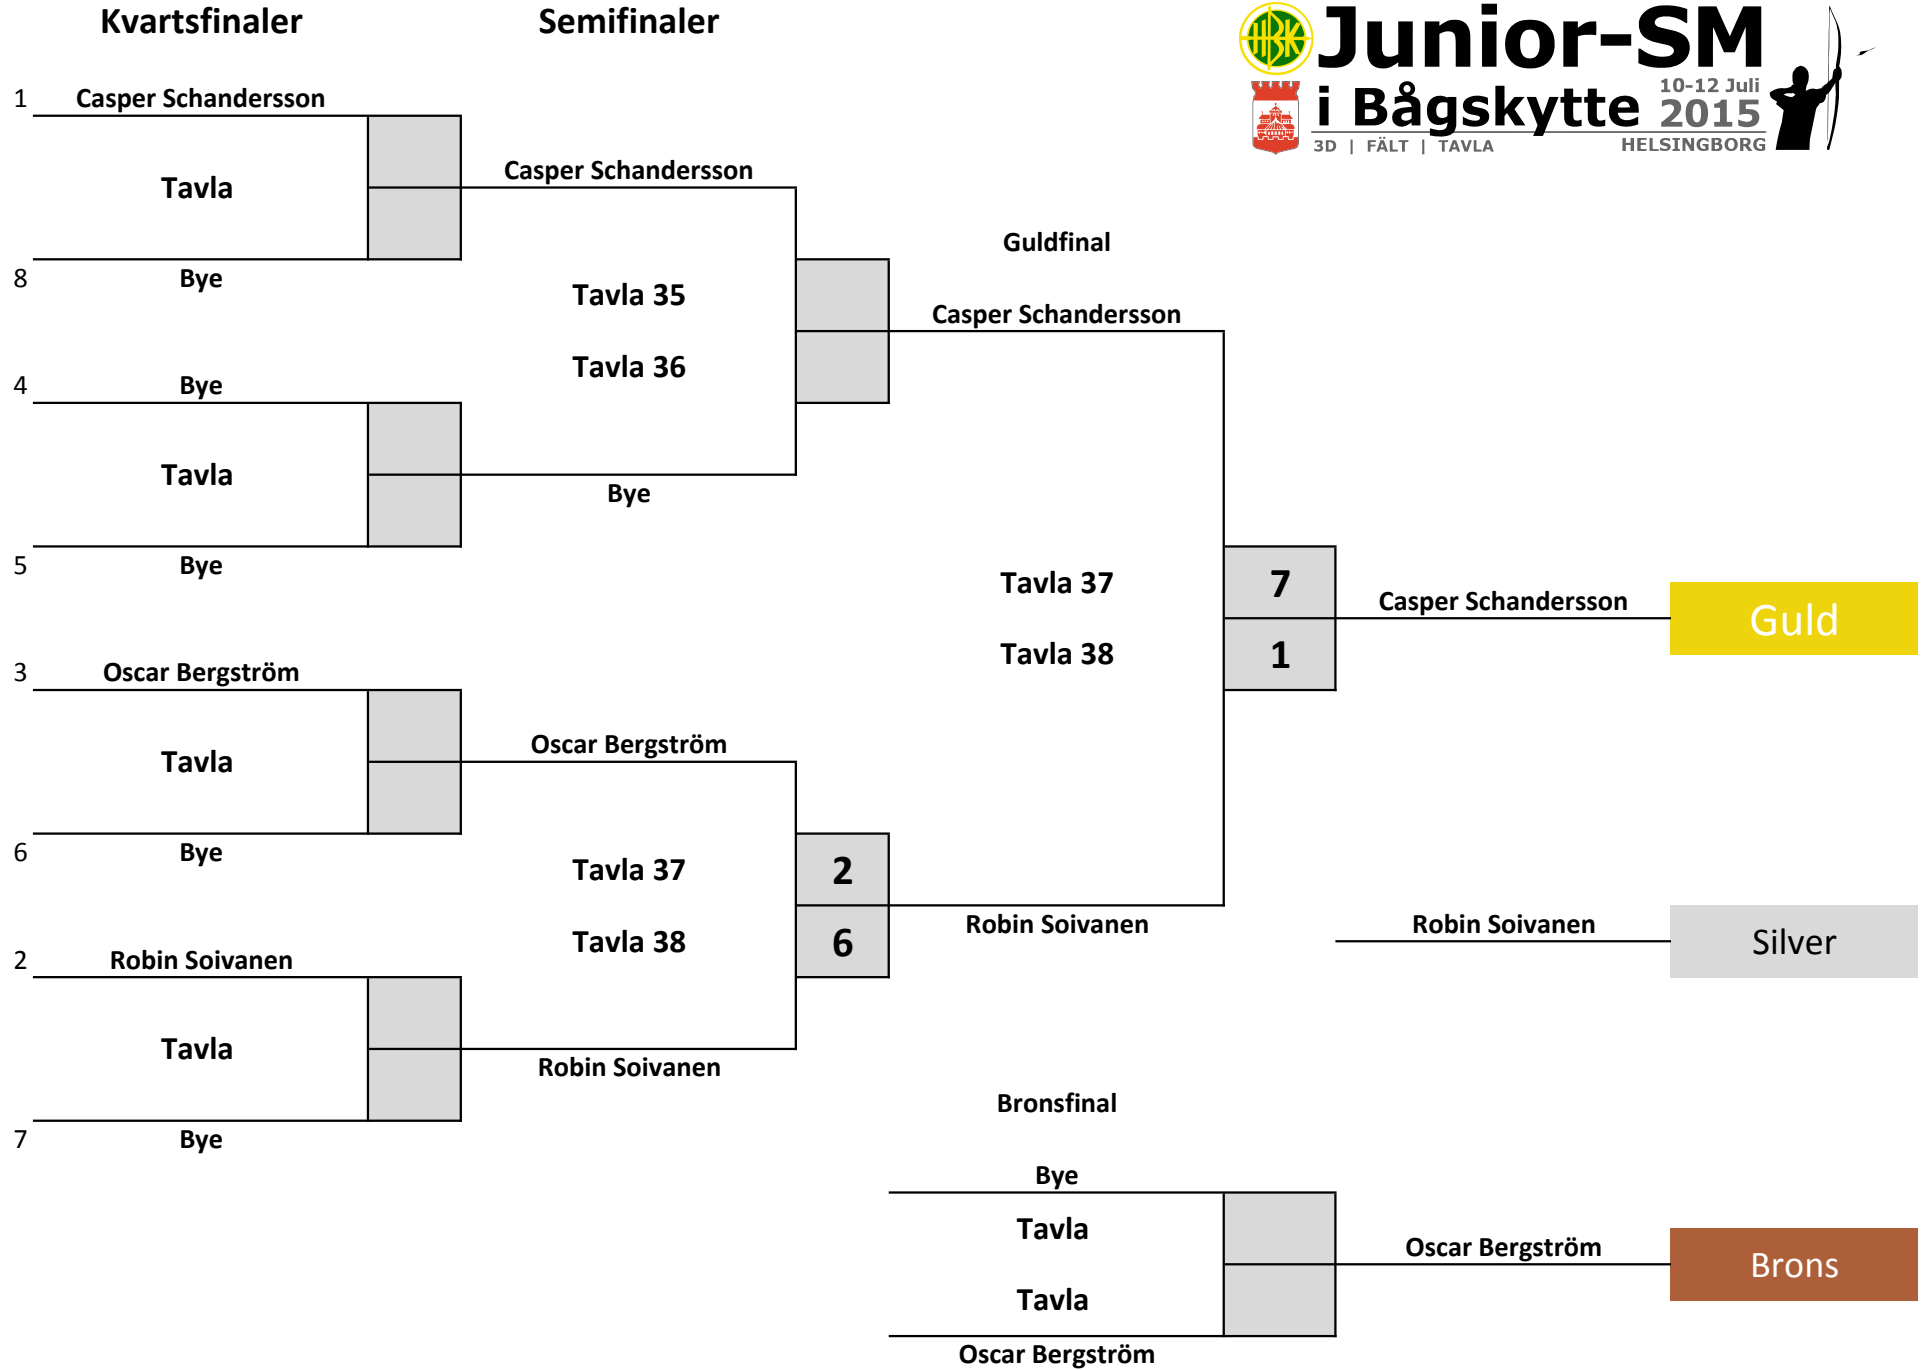 Kvartsfinaler
Semifinaler
HBK
Junior-SM
i Bågskytte
10-12 Juli
2015
3D | FÄLT | TAVLA
HELSINGBORG
1
Casper Schandersson
Tavla
8
Bye
4
Bye
Tavla
5
Bye
3
Oscar Bergström
Tavla
6
Bye
2
Robin Soivanen
Tavla
7
Bye
Casper Schandersson
Tavla 35
Tavla 36
Bye
Oscar Bergström
Tavla 37
2
Tavla 38
6
Robin Soivanen
Guldfinal
Casper Schandersson
Tavla 37
7
Tavla 38
1
Robin Soivanen
Casper Schandersson
Guld
Robin Soivanen
Silver
Bronsfinal
Bye
Tavla
Tavla
Oscar Bergström
Oscar Bergström
Brons